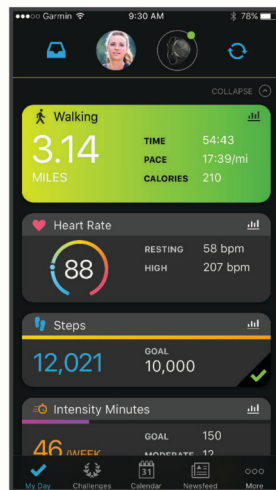 ●●●○○ Garmin 9:30 AM 78%
COLLAPSE
Walking
3.14
MILES
TIME 54:43
PACE 17:39/mi
CALORIES 210
Heart Rate
88
RESTING 58 bpm
HIGH 207 bpm
Steps
12,021
GOAL
10,000
Intensity Minutes
46 /WEEK
GOAL 150
MODERATE 12
31
My Day Challenges Calendar Newsfeed More